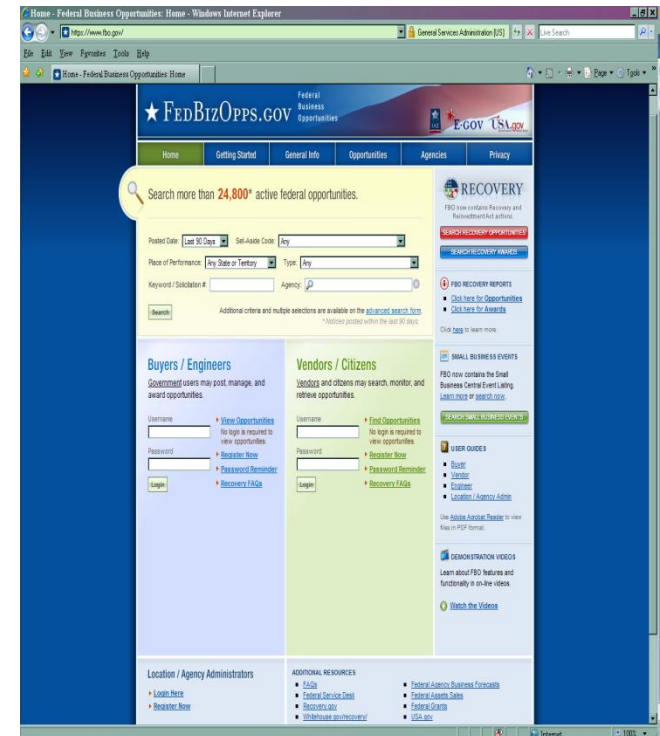 Home - Federal Business Opportunities: Home - Windows Internet Explorer
https://www.fbo.gov/
General Services Administration [US]
Live Search
File Edit View Favorites Tools Help
Home - Federal Business Opportunities: Home
Page Tools
FEDBIZOPPS.GOV
Federal
Business
Opportunities
E-GOV USA.gov
Home Getting Started General Info Opportunities Agencies Privacy
Search more than 24,800* active federal opportunities.
Posted Date: Last 90 Days Set-Aside Code: Any
Place of Performance: Any State or Territory Type: Any
Keyword / Solicitation #: Agency:
Search
Additional criteria and multiple selections are available on the advanced search form.
*Notices posted within the last 90 days.
RECOVERY
FBO now contains Recovery and
Reinvestment Act actions.
SEARCH RECOVERY OPPORTUNITIES
SEARCH RECOVERY AWARDS
FBO RECOVERY REPORTS
Click here for Opportunities
Click here for Awards
Click here to learn more.
SMALL BUSINESS EVENTS
FBO now contains the Small
Business Central Event Listing.
Learn more or search now.
SEARCH SMALL BUSINESS EVENTS
USER GUIDES
Buyer
Vendor
Engineer
Location / Agency Admin
Use Adobe Acrobat Reader to view
files in PDF format.
DEMONSTRATION VIDEOS
Learn about FBO features and
functionality in on-line videos.
Watch the Videos
Buyers / Engineers
Government users may post, manage, and
award opportunities.
Username
Password
Login
View Opportunities
No login is required to
view opportunities.
Register Now
Password Reminder
Recovery FAQs
Vendors / Citizens
Vendors and citizens may search, monitor, and
retrieve opportunities.
Username
Password
Login
Find Opportunities
No login is required to
view opportunities.
Register Now
Password Reminder
Recovery FAQs
Location / Agency Administrators
Login Here
Register Now
ADDITIONAL RESOURCES
FAQs
Federal Service Desk
Recovery.gov
Whitehouse.gov/recovery/
Federal Agency Business Forecasts
Federal Assets Sales
Federal Grants
USA.gov
Internet 100%